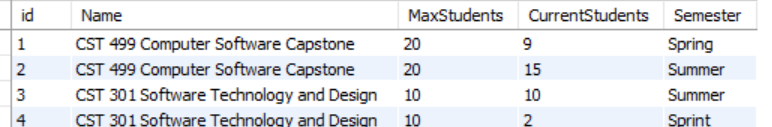 id Name MaxStudents CurrentStudents Semester
1 CST 499 Computer Software Capstone 20 9 Spring
2 CST 499 Computer Software Capstone 20 15 Summer
3 CST 301 Software Technology and Design 10 10 Summer
4 CST 301 Software Technology and Design 10 2 Sprint